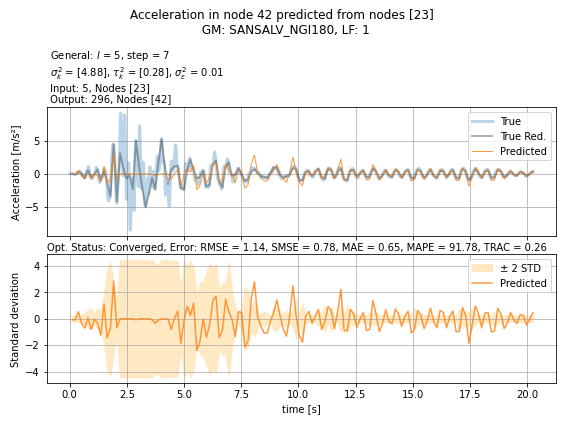 Acceleration in node 42 predicted from nodes [23]
GM: SANSALV_NGI180, LF: 1
General: l = 5, step = 7
σ²ₖ = [4.88], τ²ₖ = [0.28], σ²ε = 0.01
Input: 5, Nodes [23]
Output: 296, Nodes [42]
True
True Red.
Predicted
Acceleration [m/s²]
5
0
−5
Opt. Status: Converged, Error: RMSE = 1.14, SMSE = 0.78, MAE = 0.65, MAPE = 91.78, TRAC = 0.26
± 2 STD
Predicted
Standard deviation
4
2
0
−2
−4
0.0 2.5 5.0 7.5 10.0 12.5 15.0 17.5 20.0
time [s]